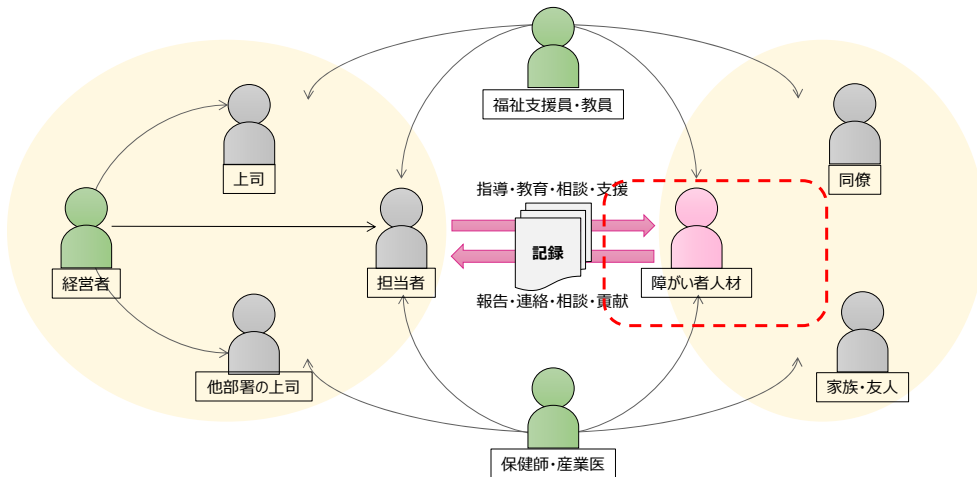 福祉支援員・教員
上司
同僚
指導・教育・相談・支援
記録
経営者
担当者
障がい者人材
報告・連絡・相談・貢献
他部署の上司
家族・友人
保健師・産業医